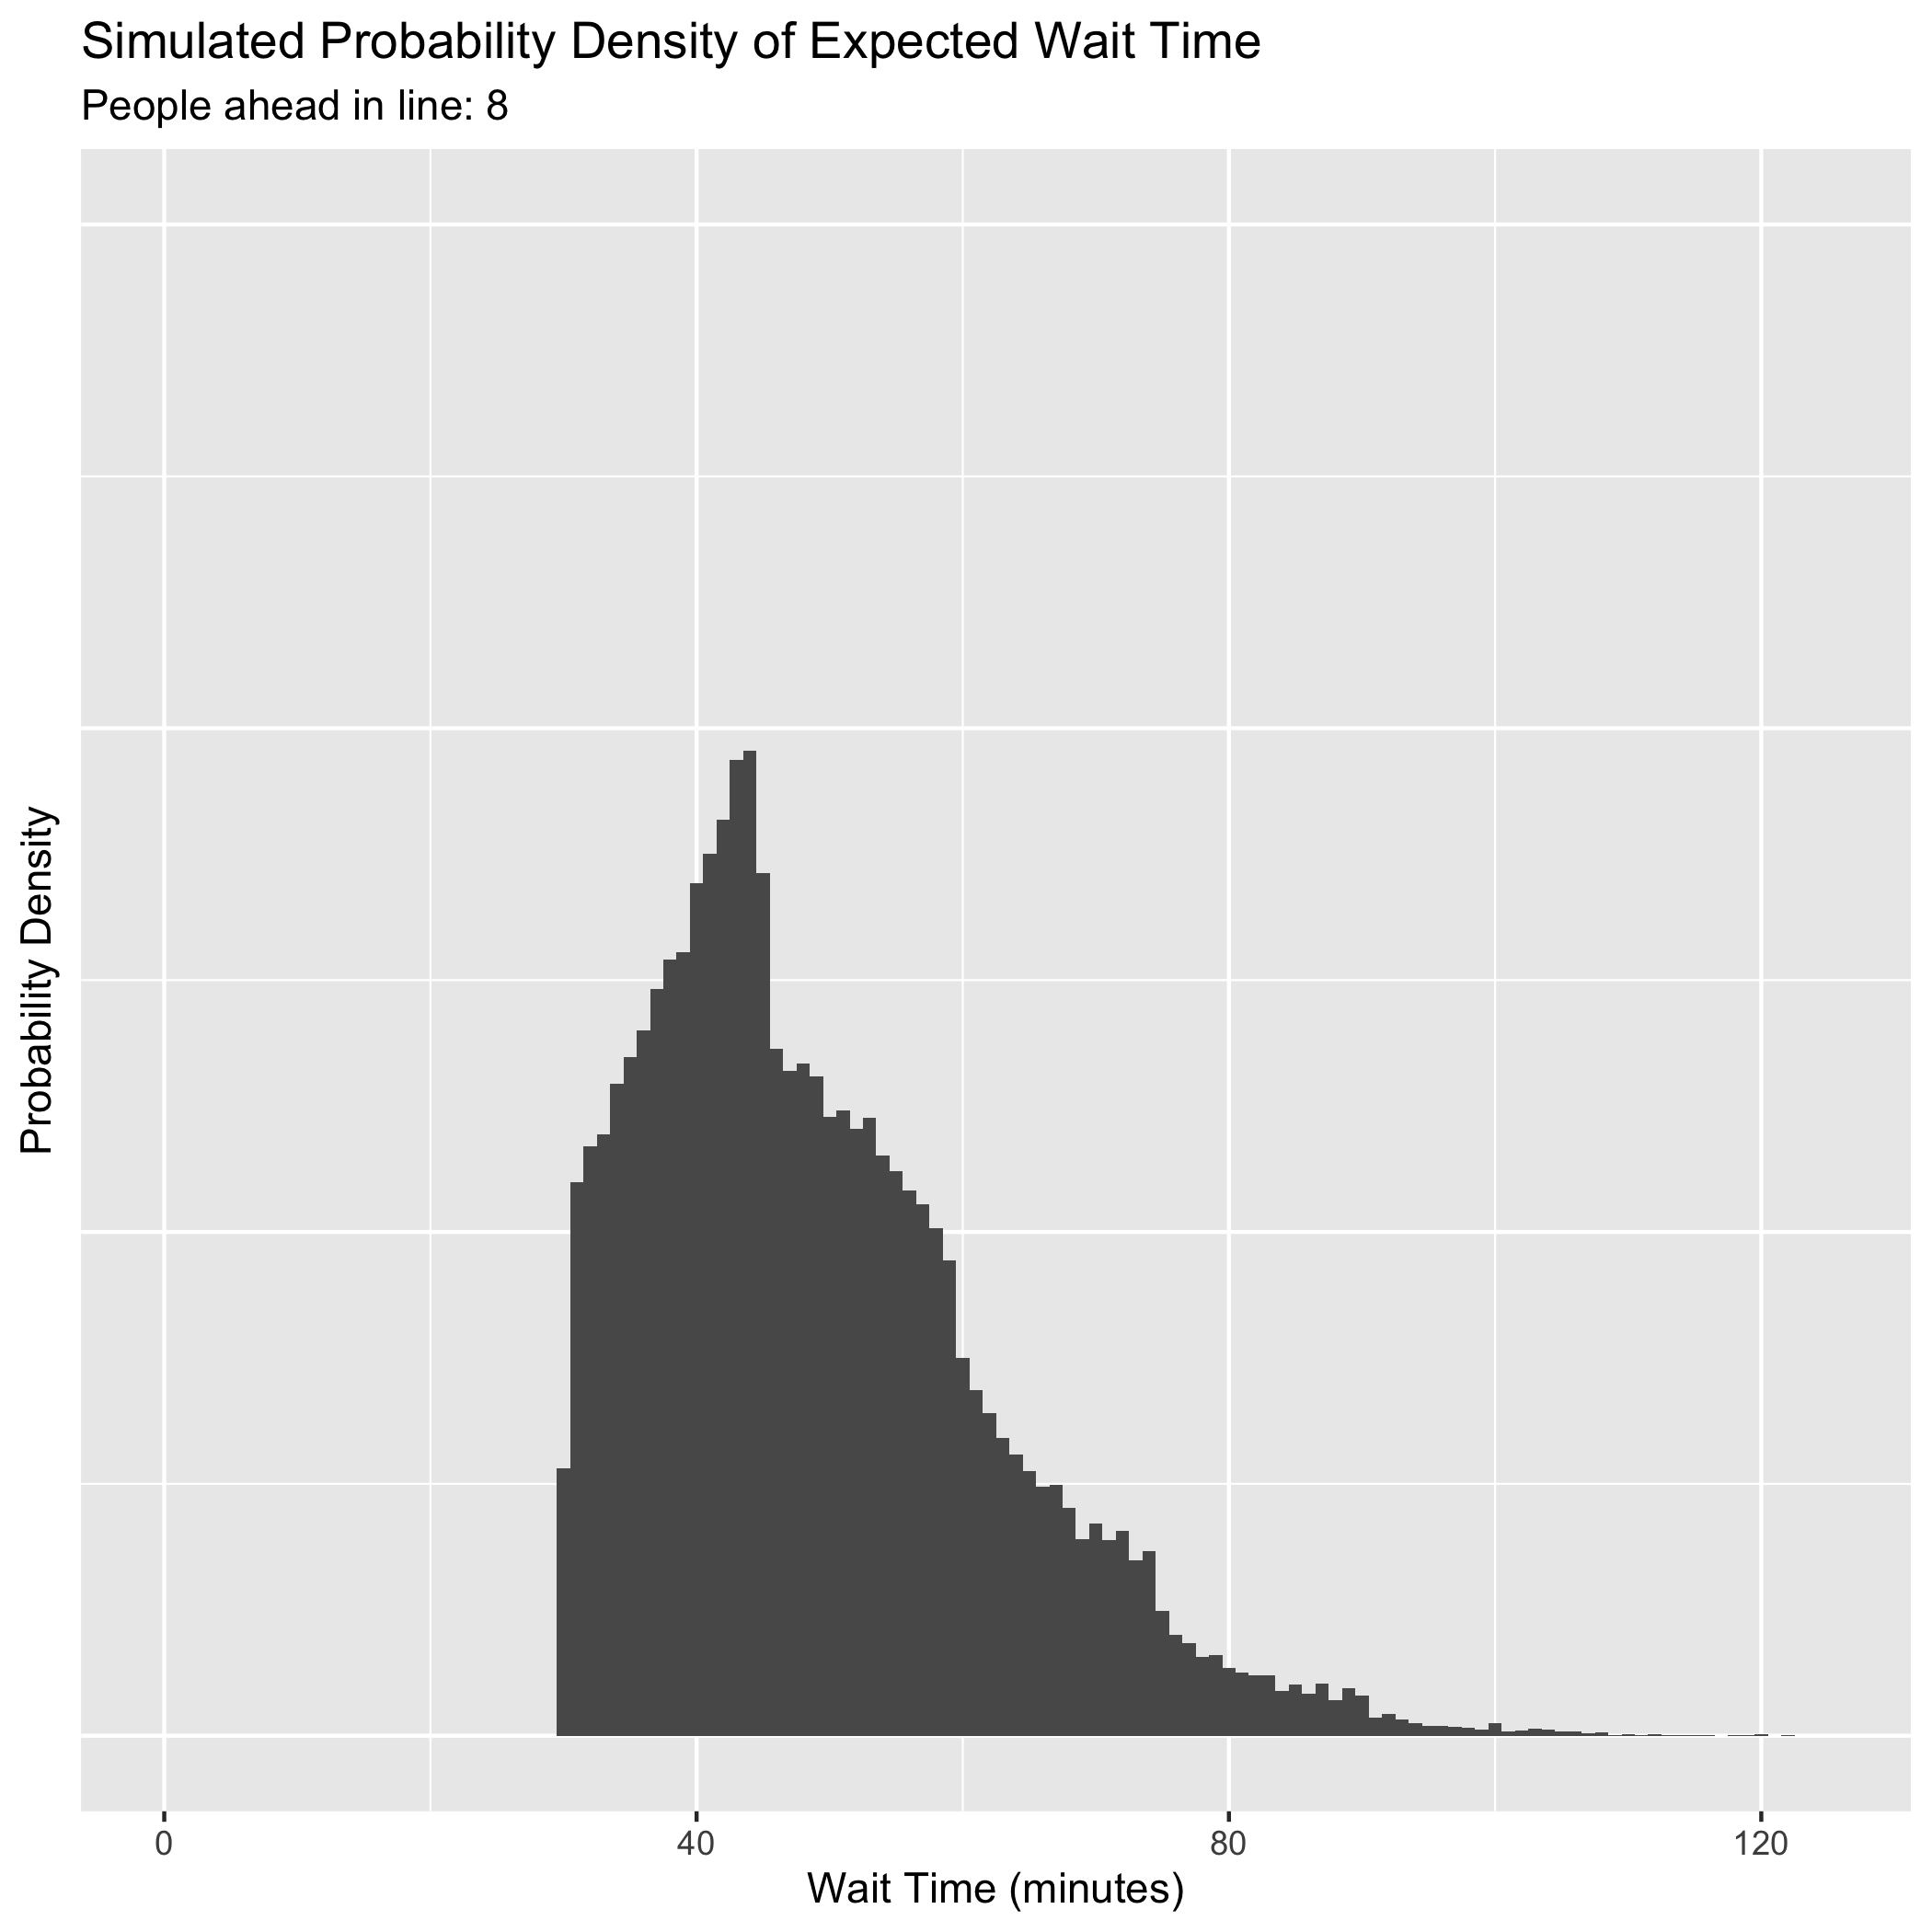 Simulated Probability Density of Expected Wait Time
People ahead in line: 8
Probability Density
0 40 80 120
Wait Time (minutes)